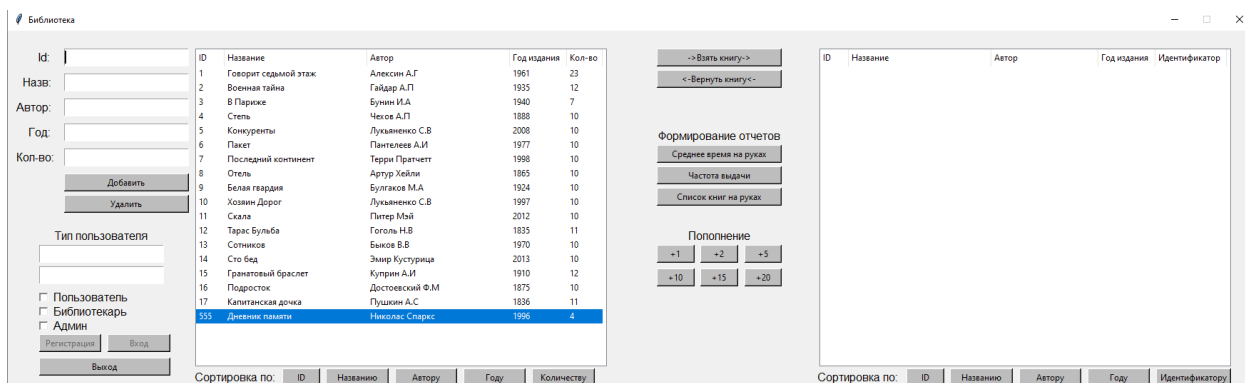 Библиотека
Id:
Назв:
Автор:
Год:
Кол-во:
Добавить
Удалить
Тип пользователя
Пользователь
Библиотекарь
Админ
Регистрация Вход
Выход
ID Название Автор Год издания Кол-во
1 Говорит седьмой этаж Алексин А.Г 1961 23
2 Военная тайна Гайдар А.П 1935 12
3 В Париже Бунин И.А 1940 7
4 Степь Чехов А.П 1888 10
5 Конкуренты Лукьяненко С.В 2008 10
6 Пакет Пантелеев А.И 1977 10
7 Последний континент Терри Пратчетт 1998 10
8 Отель Артур Хейли 1865 10
9 Белая гвардия Булгаков М.А 1924 10
10 Хозяин Дорог Лукьяненко С.В 1997 10
11 Скала Питер Мэй 2012 10
12 Тарас Бульба Гоголь Н.В 1835 11
13 Сотников Быков В.В 1970 10
14 Сто бед Эмир Кустурица 2013 10
15 Гранатовый браслет Куприн А.И 1910 12
16 Подросток Достоевский Ф.М 1875 10
17 Капитанская дочка Пушкин А.С 1836 11
555 Дневник памяти Николас Спаркс 1996 4
Сортировка по: ID Названию Автору Году Количеству
->Взять книгу->
<-Вернуть книгу<-
Формирование отчетов
Среднее время на руках
Частота выдачи
Список книг на руках
Пополнение
+1 +2 +5
+10 +15 +20
ID Название Автор Год издания Идентификатор
Сортировка по: ID Названию Автору Году Идентификатору